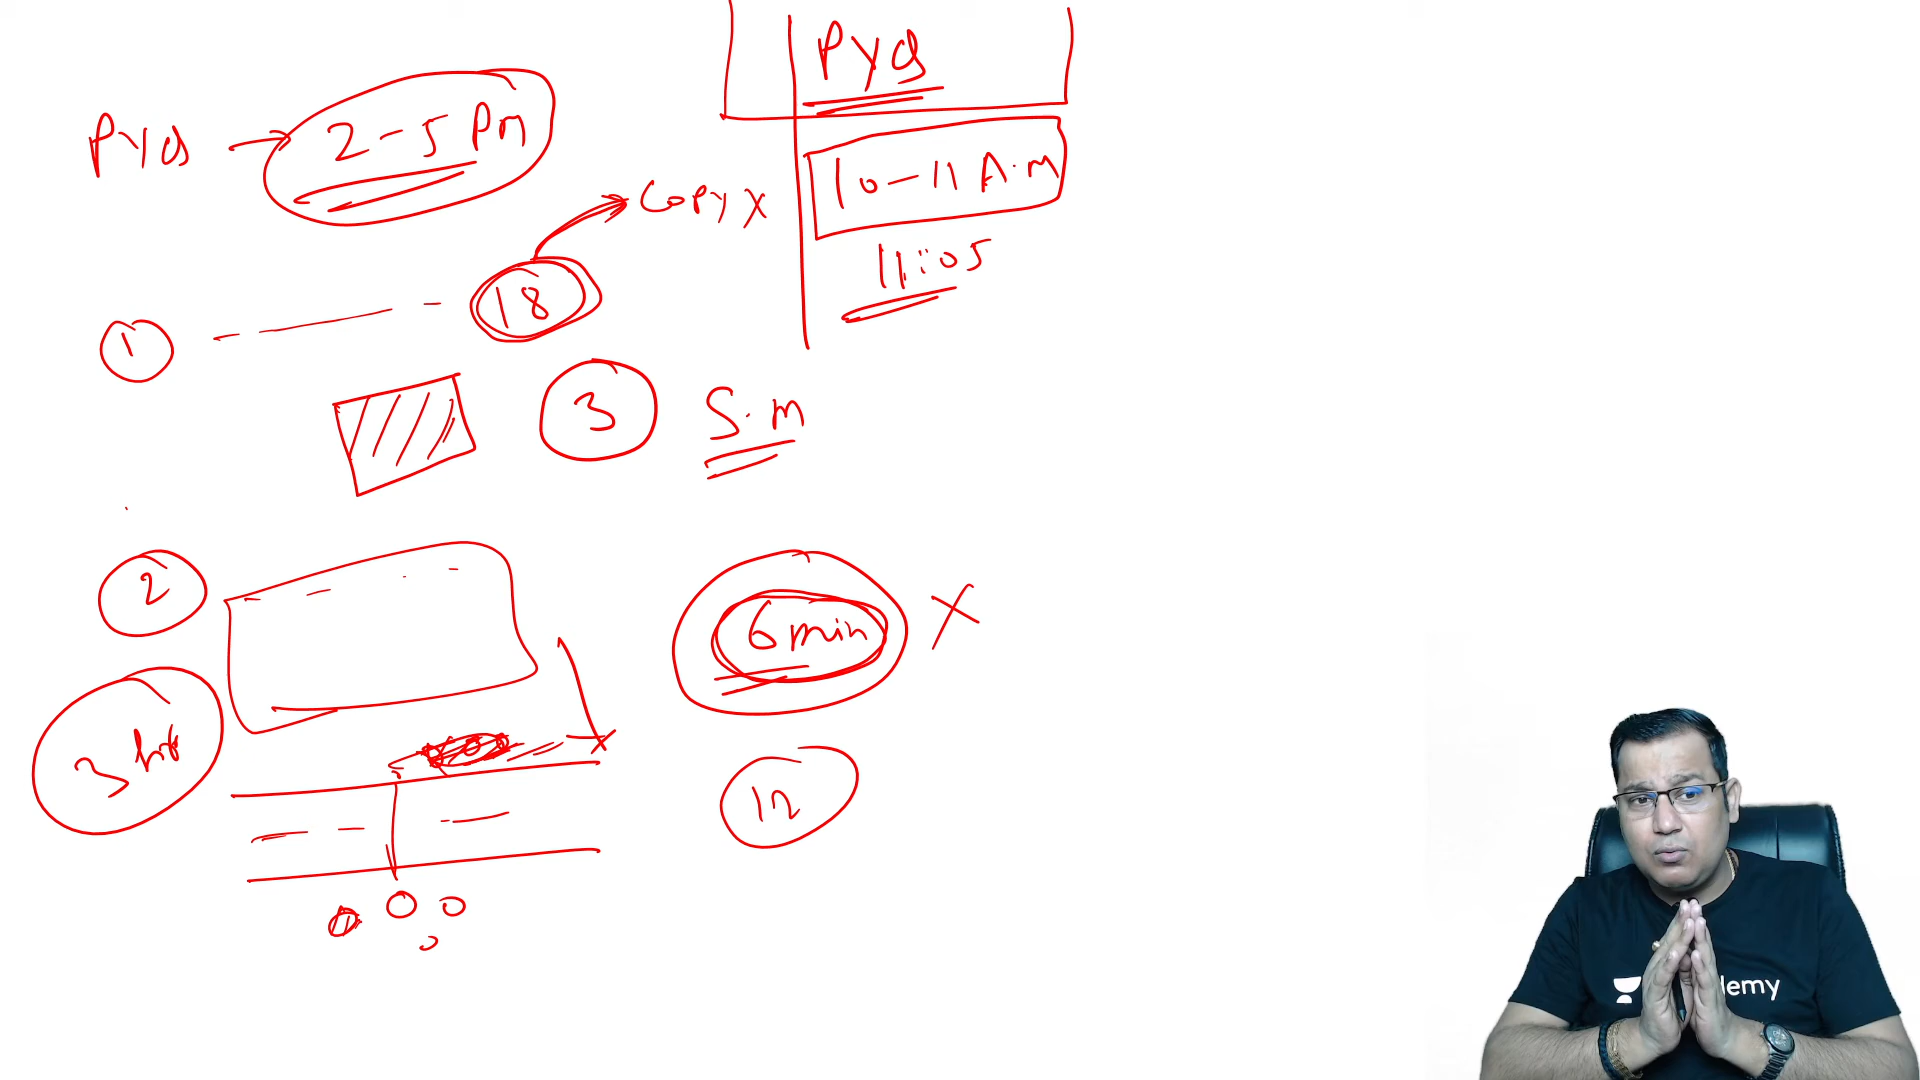 PYQ
PYQ → 2-5 Pm
10-11 A.M
Copy X
11:05
18
1
3
S.M
2
6 min X
3 hr
12
demy